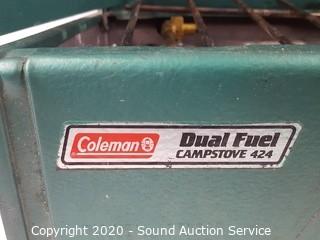 Coleman
Dual Fuel
CAMPSTOVE 424
Copyright 2020 - Sound Auction Service